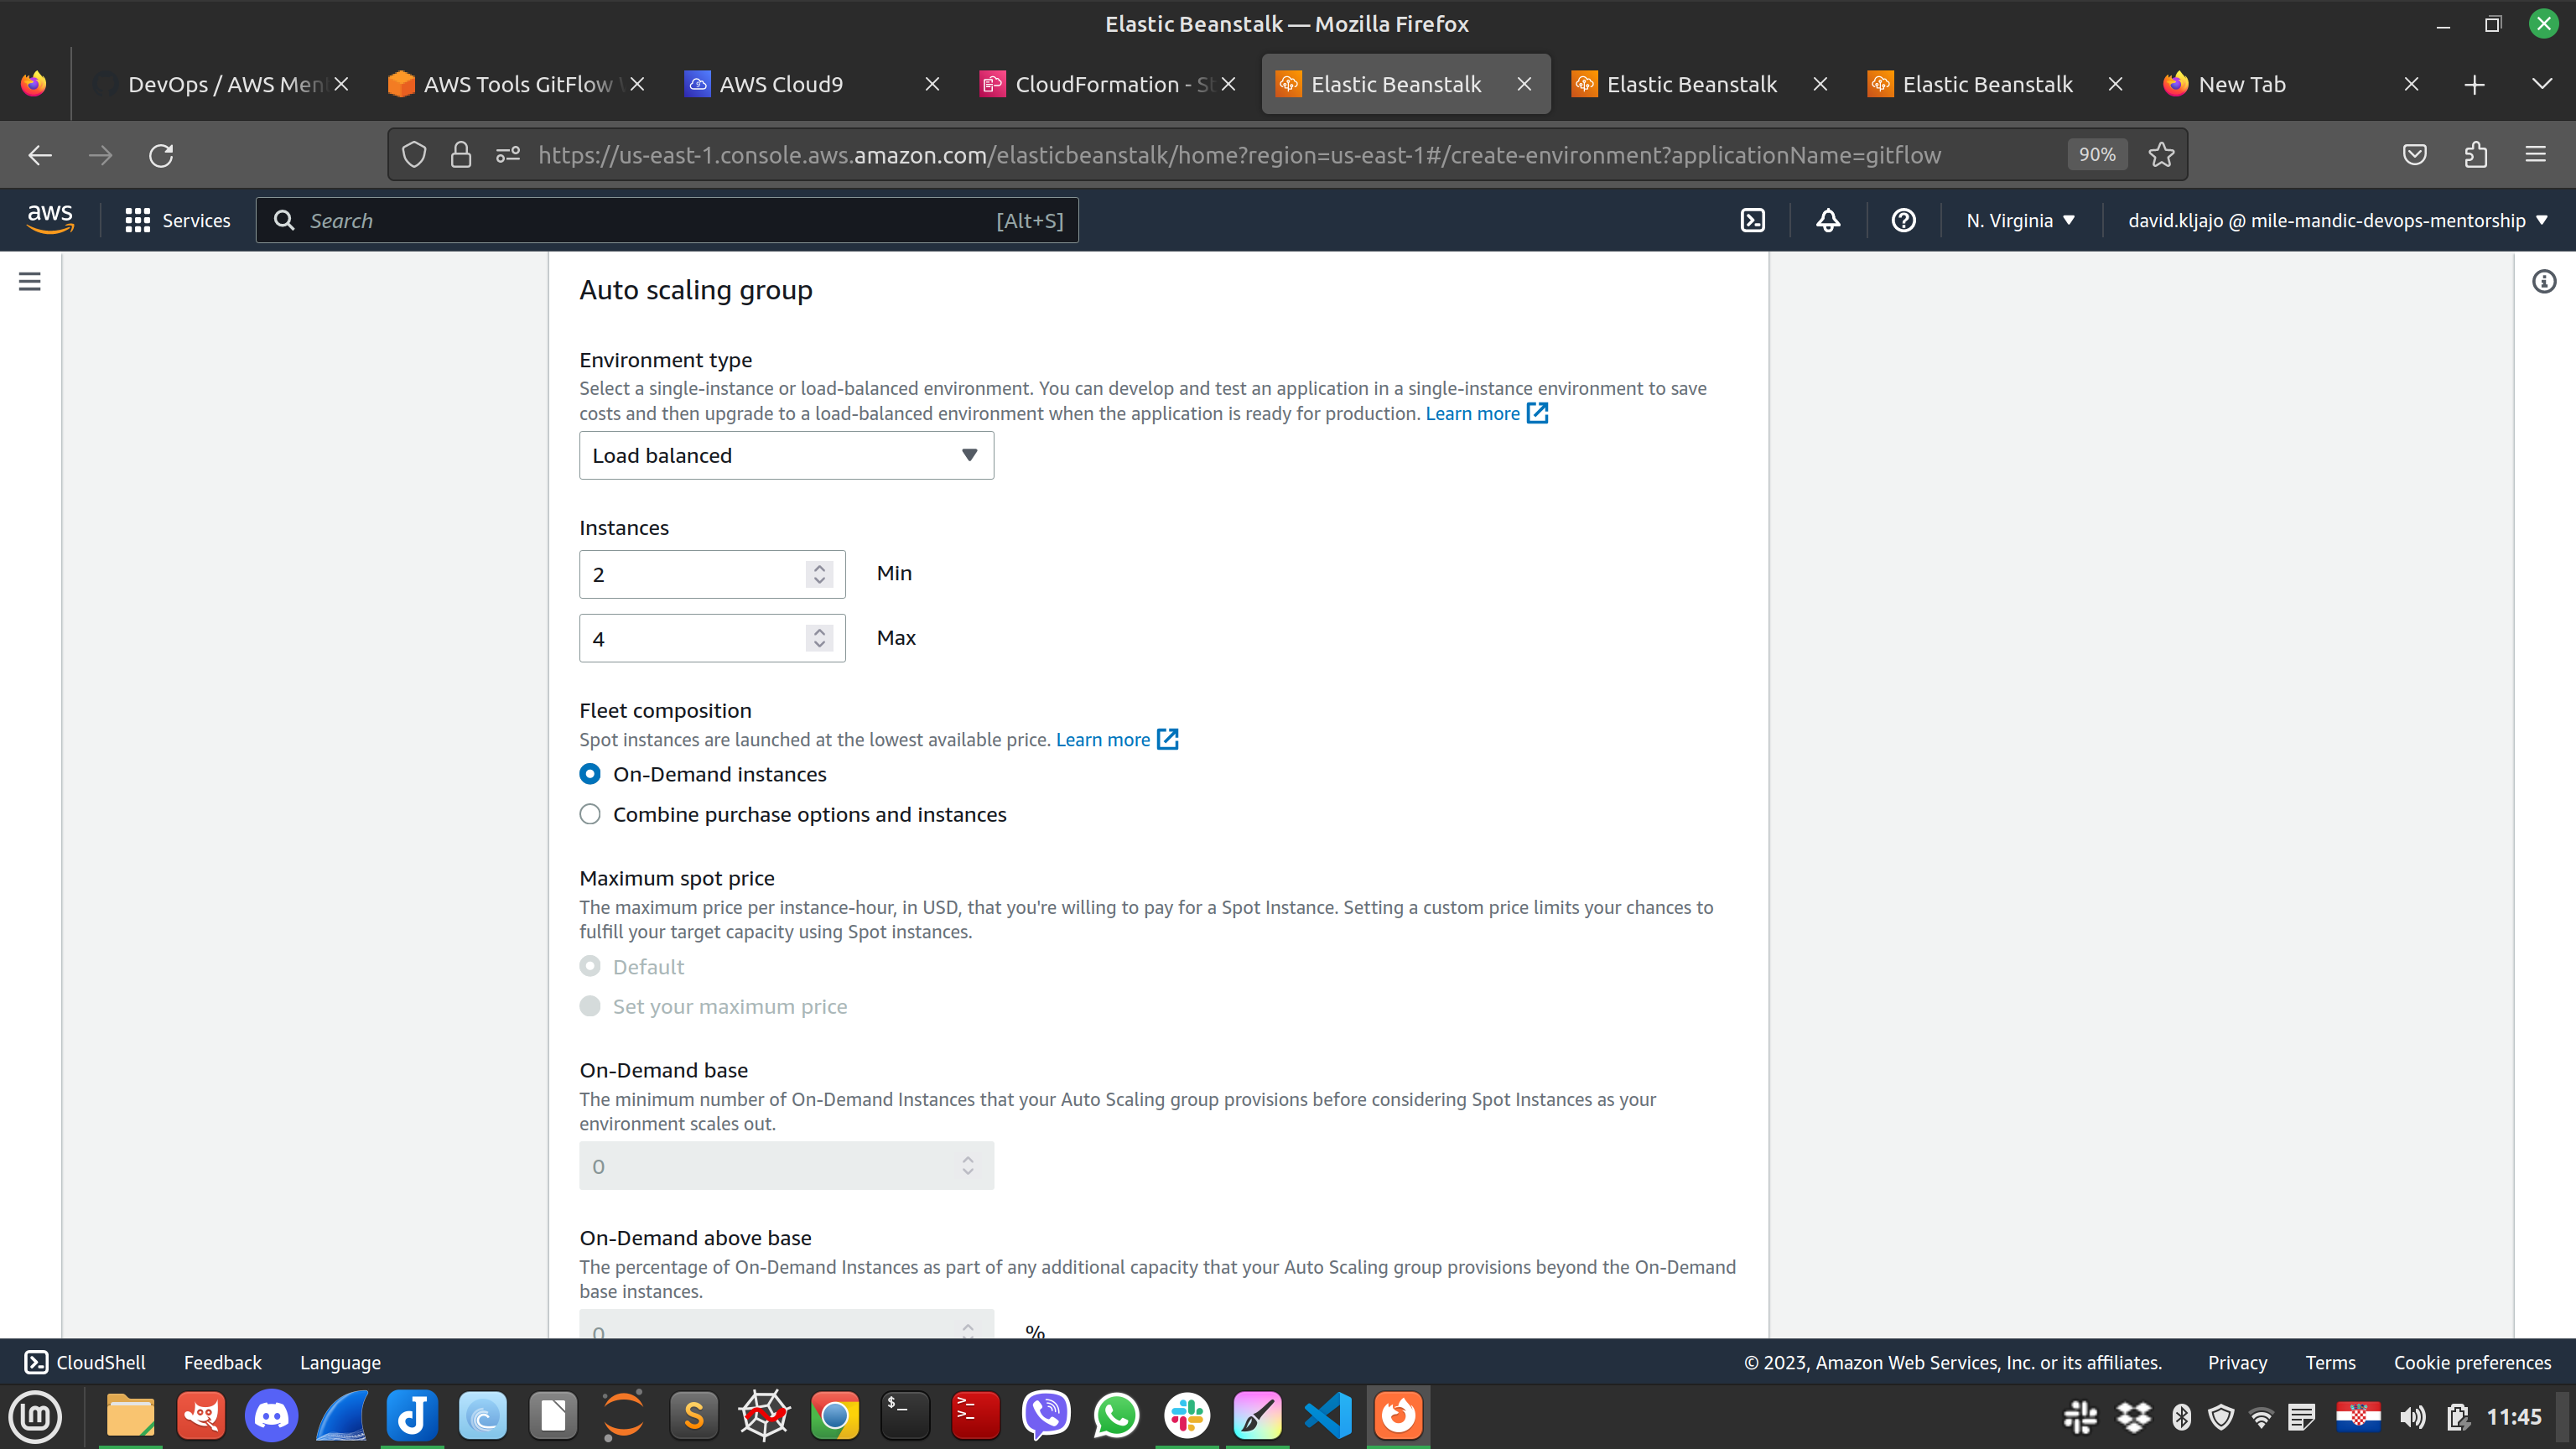 Elastic Beanstalk — Mozilla Firefox
DevOps / AWS Ment
AWS Tools GitFlow W
AWS Cloud9
CloudFormation - St
Elastic Beanstalk
Elastic Beanstalk
Elastic Beanstalk
New Tab
https://us-east-1.console.aws.amazon.com/elasticbeanstalk/home?region=us-east-1#/create-environment?applicationName=gitflow
90%
aws
Services
Search
[Alt+S]
N. Virginia
david.kljajo @ mile-mandic-devops-mentorship
Auto scaling group
Environment type
Select a single-instance or load-balanced environment. You can develop and test an application in a single-instance environment to save
costs and then upgrade to a load-balanced environment when the application is ready for production. Learn more
Load balanced
Instances
2 Min
4 Max
Fleet composition
Spot instances are launched at the lowest available price. Learn more
On-Demand instances
Combine purchase options and instances
Maximum spot price
The maximum price per instance-hour, in USD, that you're willing to pay for a Spot Instance. Setting a custom price limits your chances to
fulfill your target capacity using Spot instances.
Default
Set your maximum price
On-Demand base
The minimum number of On-Demand Instances that your Auto Scaling group provisions before considering Spot Instances as your
environment scales out.
0
On-Demand above base
The percentage of On-Demand Instances as part of any additional capacity that your Auto Scaling group provisions beyond the On-Demand
base instances.
0 %
CloudShell
Feedback
Language
© 2023, Amazon Web Services, Inc. or its affiliates.
Privacy
Terms
Cookie preferences
11:45